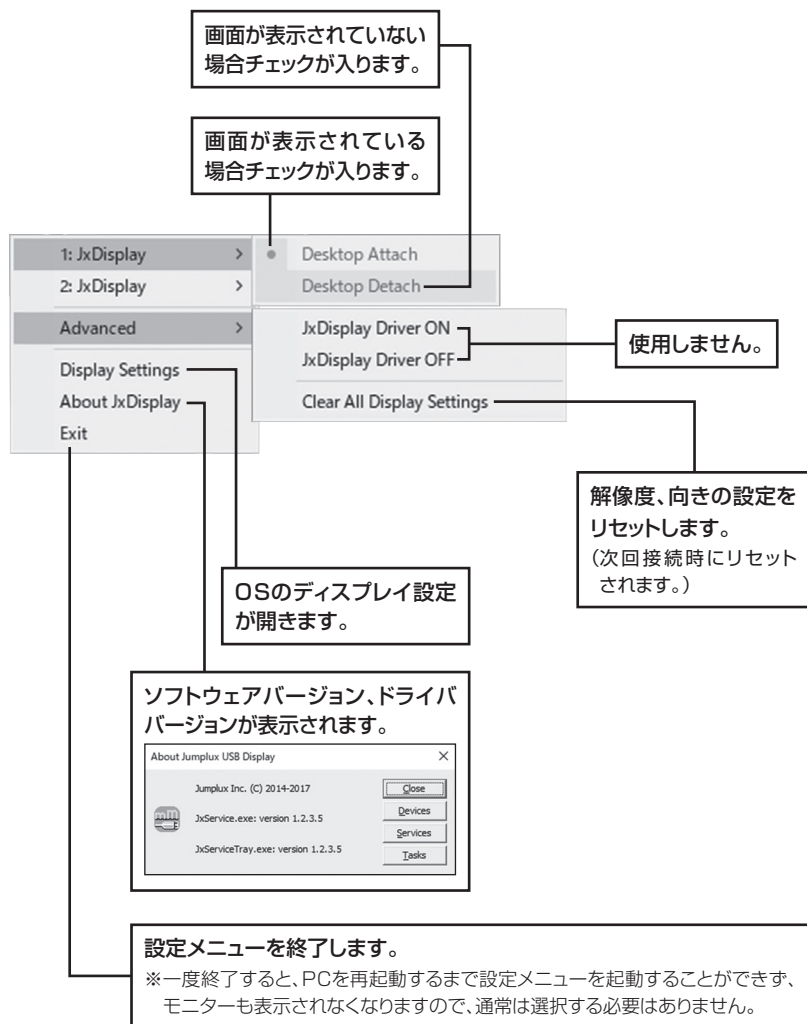 画面が表示されていない
場合チェックが入ります。
画面が表示されている
場合チェックが入ります。
1: JxDisplay >
2: JxDisplay >
Advanced >
Display Settings
About JxDisplay
Exit
Desktop Attach
Desktop Detach
JxDisplay Driver ON
JxDisplay Driver OFF
Clear All Display Settings
使用しません。
解像度、向きの設定を
リセットします。
(次回接続時にリセット
されます。)
OSのディスプレイ設定
が開きます。
ソフトウェアバージョン、ドライバ
バージョンが表示されます。
About Jumplux USB Display
Jumplux Inc. (C) 2014-2017
JxService.exe: version 1.2.3.5
JxServiceTray.exe: version 1.2.3.5
Close
Devices
Services
Tasks
設定メニューを終了します。
※一度終了すると、PCを再起動するまで設定メニューを起動することができず、
モニターも表示されなくなりますので、通常は選択する必要はありません。